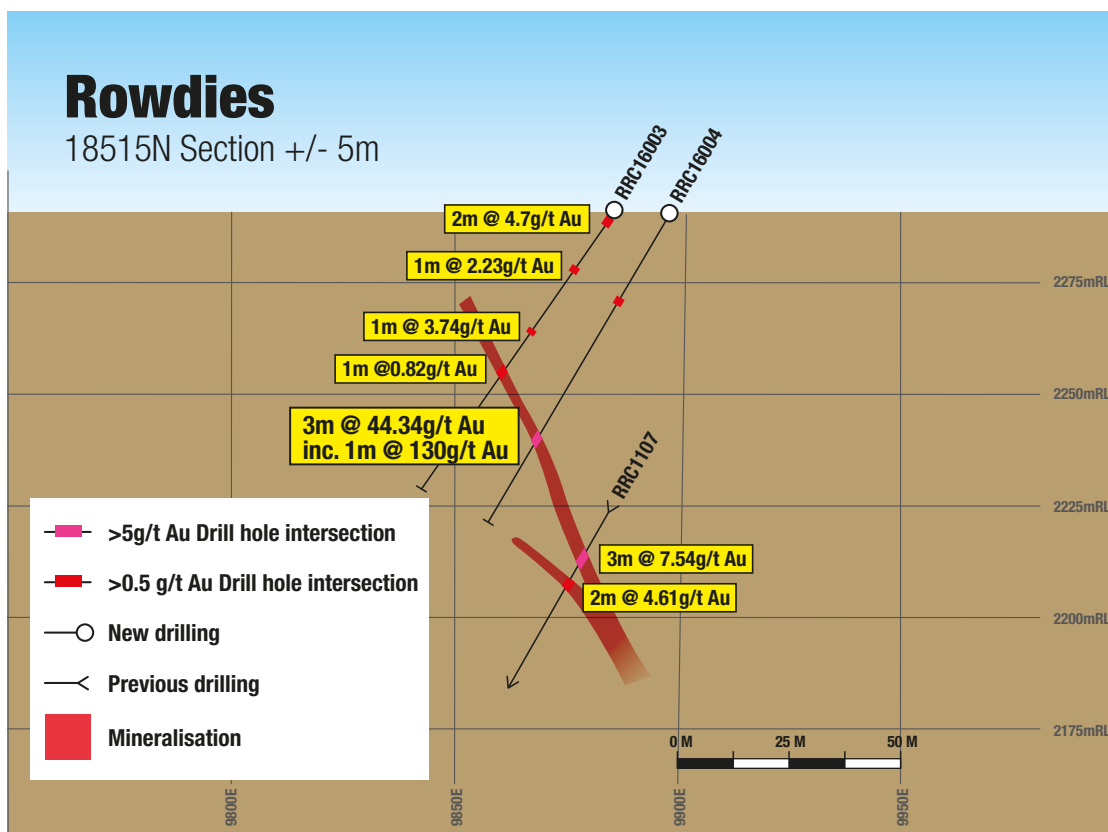 Rowdies
18515N Section +/- 5m
RRC16003
RRC16004
2m @ 4.7g/t Au
1m @ 2.23g/t Au
2275mRL
1m @ 3.74g/t Au
1m @0.82g/t Au
2250mRL
3m @ 44.34g/t Au
inc. 1m @ 130g/t Au
RRC1107
2225mRL
>5g/t Au Drill hole intersection
3m @ 7.54g/t Au
>0.5 g/t Au Drill hole intersection
2m @ 4.61g/t Au
New drilling
2200mRL
Previous drilling
Mineralisation
2175mRL
0 M 25 M 50 M
9800E
9850E
9900E
9950E